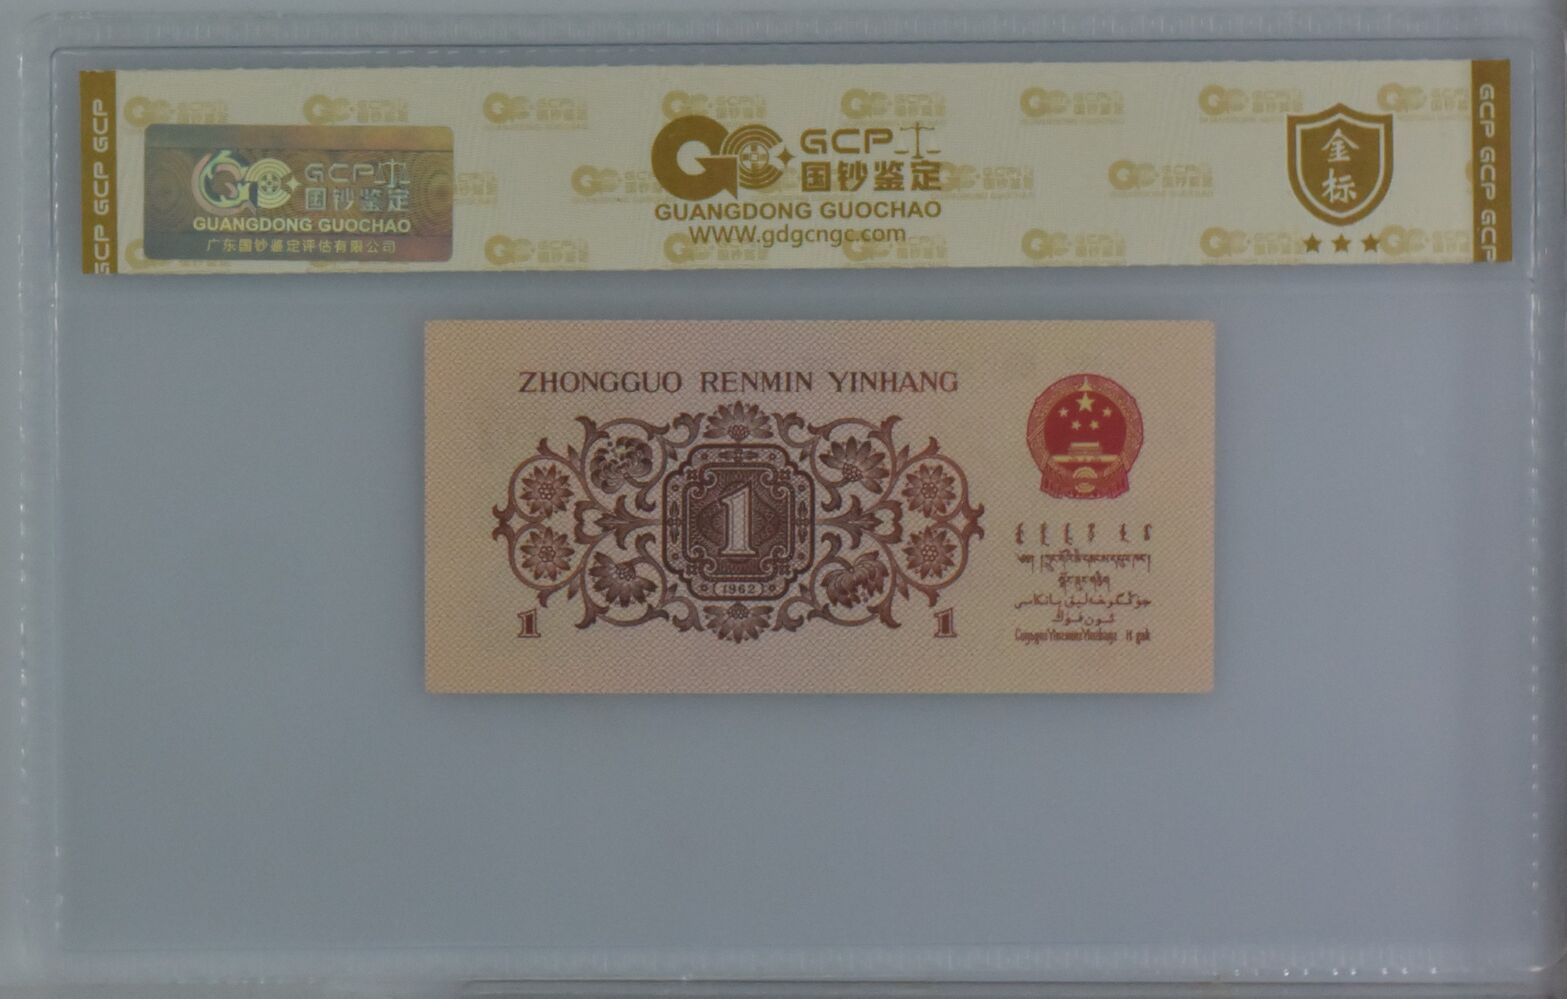 GCP GCP GCP
GCP
国钞鉴定
GUANGDONG GUOCHAO
广东国钞鉴定评估有限公司
GCP
国钞鉴定
GUANGDONG GUOCHAO
www.gdgcngc.com
金标
GCP GCP GCP
ZHONGGUO RENMIN YINHANG
1
1962
1
1
جۇڭگوخەلىق بانكاسى